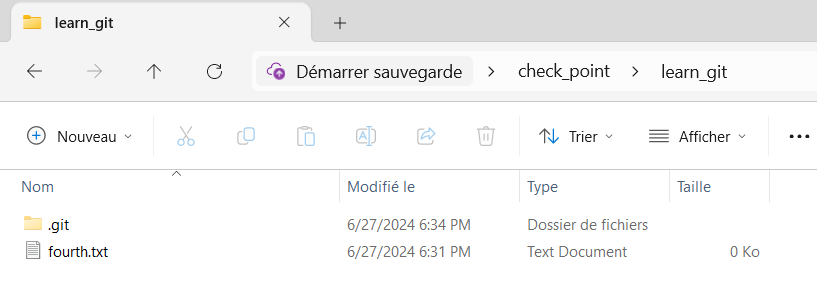 learn_git
Démarrer sauvegarde check_point learn_git
Nouveau Trier Afficher
Nom Modifié le Type Taille
.git 6/27/2024 6:34 PM Dossier de fichiers
fourth.txt 6/27/2024 6:31 PM Text Document 0 Ko